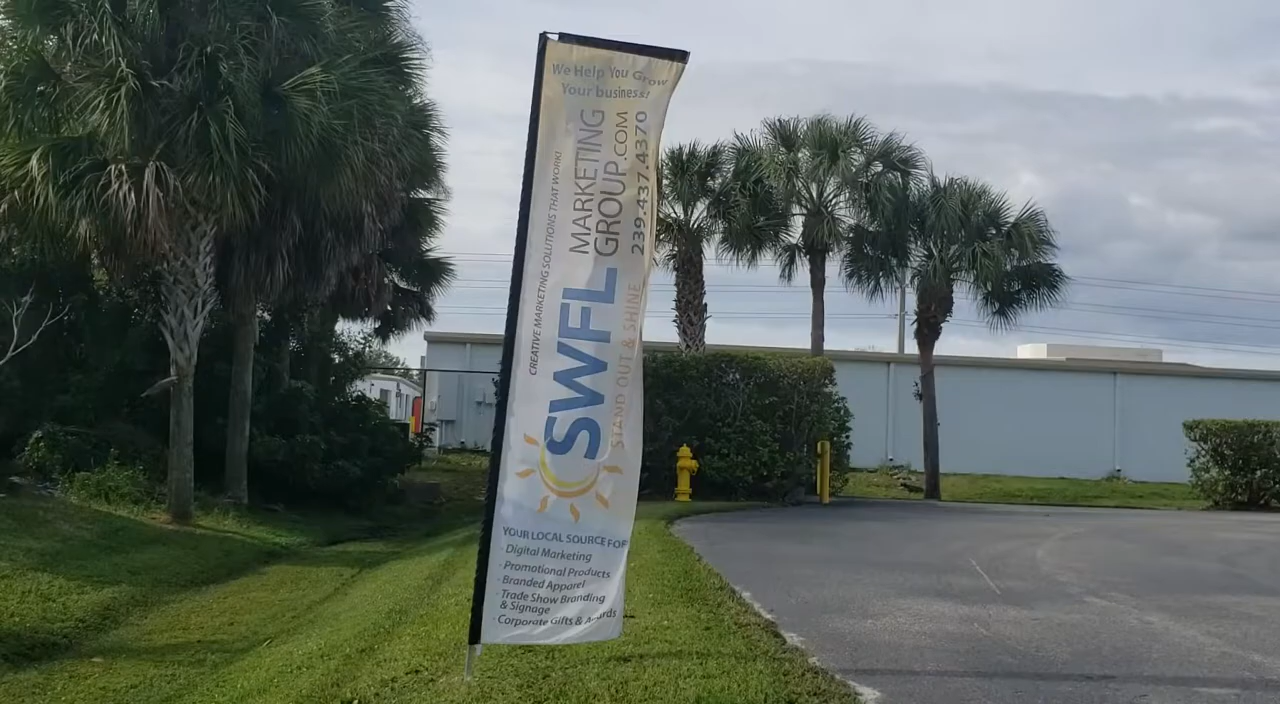 We Help You Grow
Your business!
CREATIVE MARKETING SOLUTIONS THAT WORK!
SWFL
MARKETING
GROUP.COM
STAND OUT & SHINE
239.437.4370
YOUR LOCAL SOURCE FOR
· Digital Marketing
· Promotional Products
· Branded Apparel
· Trade Show Branding
& Signage
· Corporate Gifts & Awards